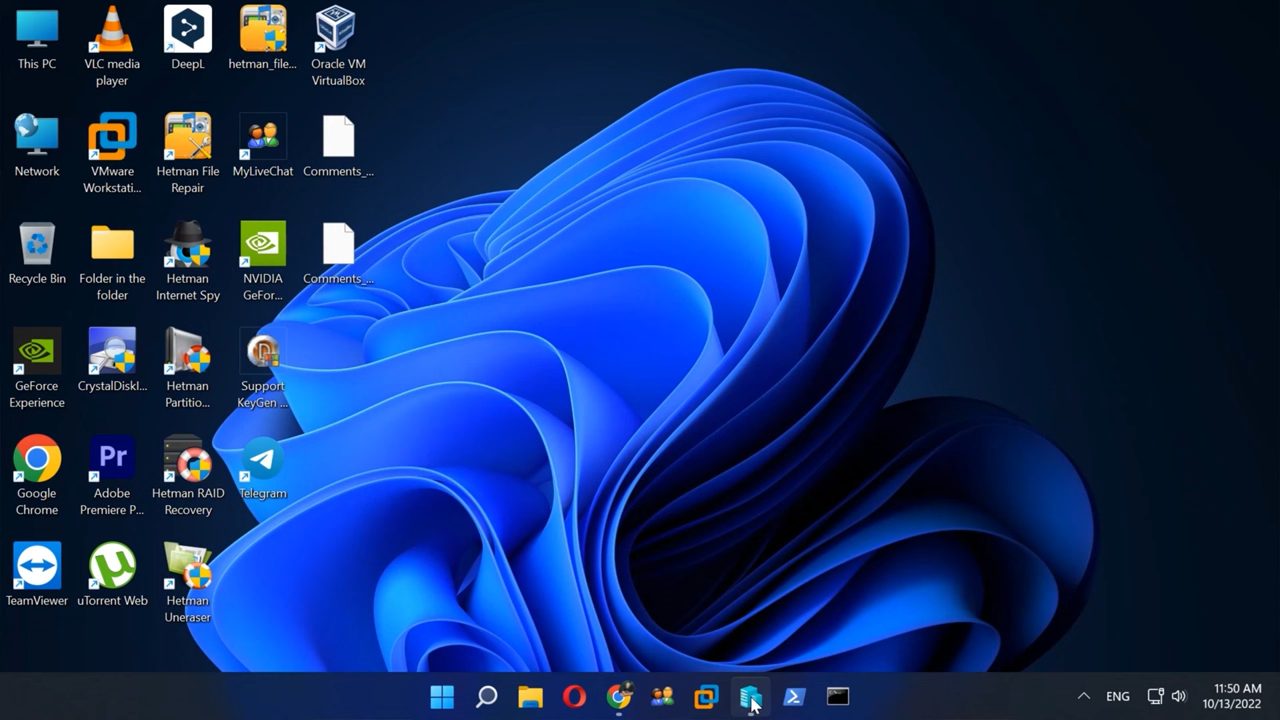 This PC
VLC media
player
DeepL
hetman_file...
Oracle VM
VirtualBox
Network
VMware
Workstati...
Hetman File
Repair
MyLiveChat
Comments_...
Recycle Bin
Folder in the
folder
Hetman
Internet Spy
NVIDIA
GeFor...
Comments_...
GeForce
Experience
CrystalDiskI...
Hetman
Partitio...
Support
KeyGen ...
Google
Chrome
Pr
Adobe
Premiere P...
Hetman RAID
Recovery
Telegram
TeamViewer
uTorrent Web
Hetman
Uneraser
ENG
11:50 AM
10/13/2022